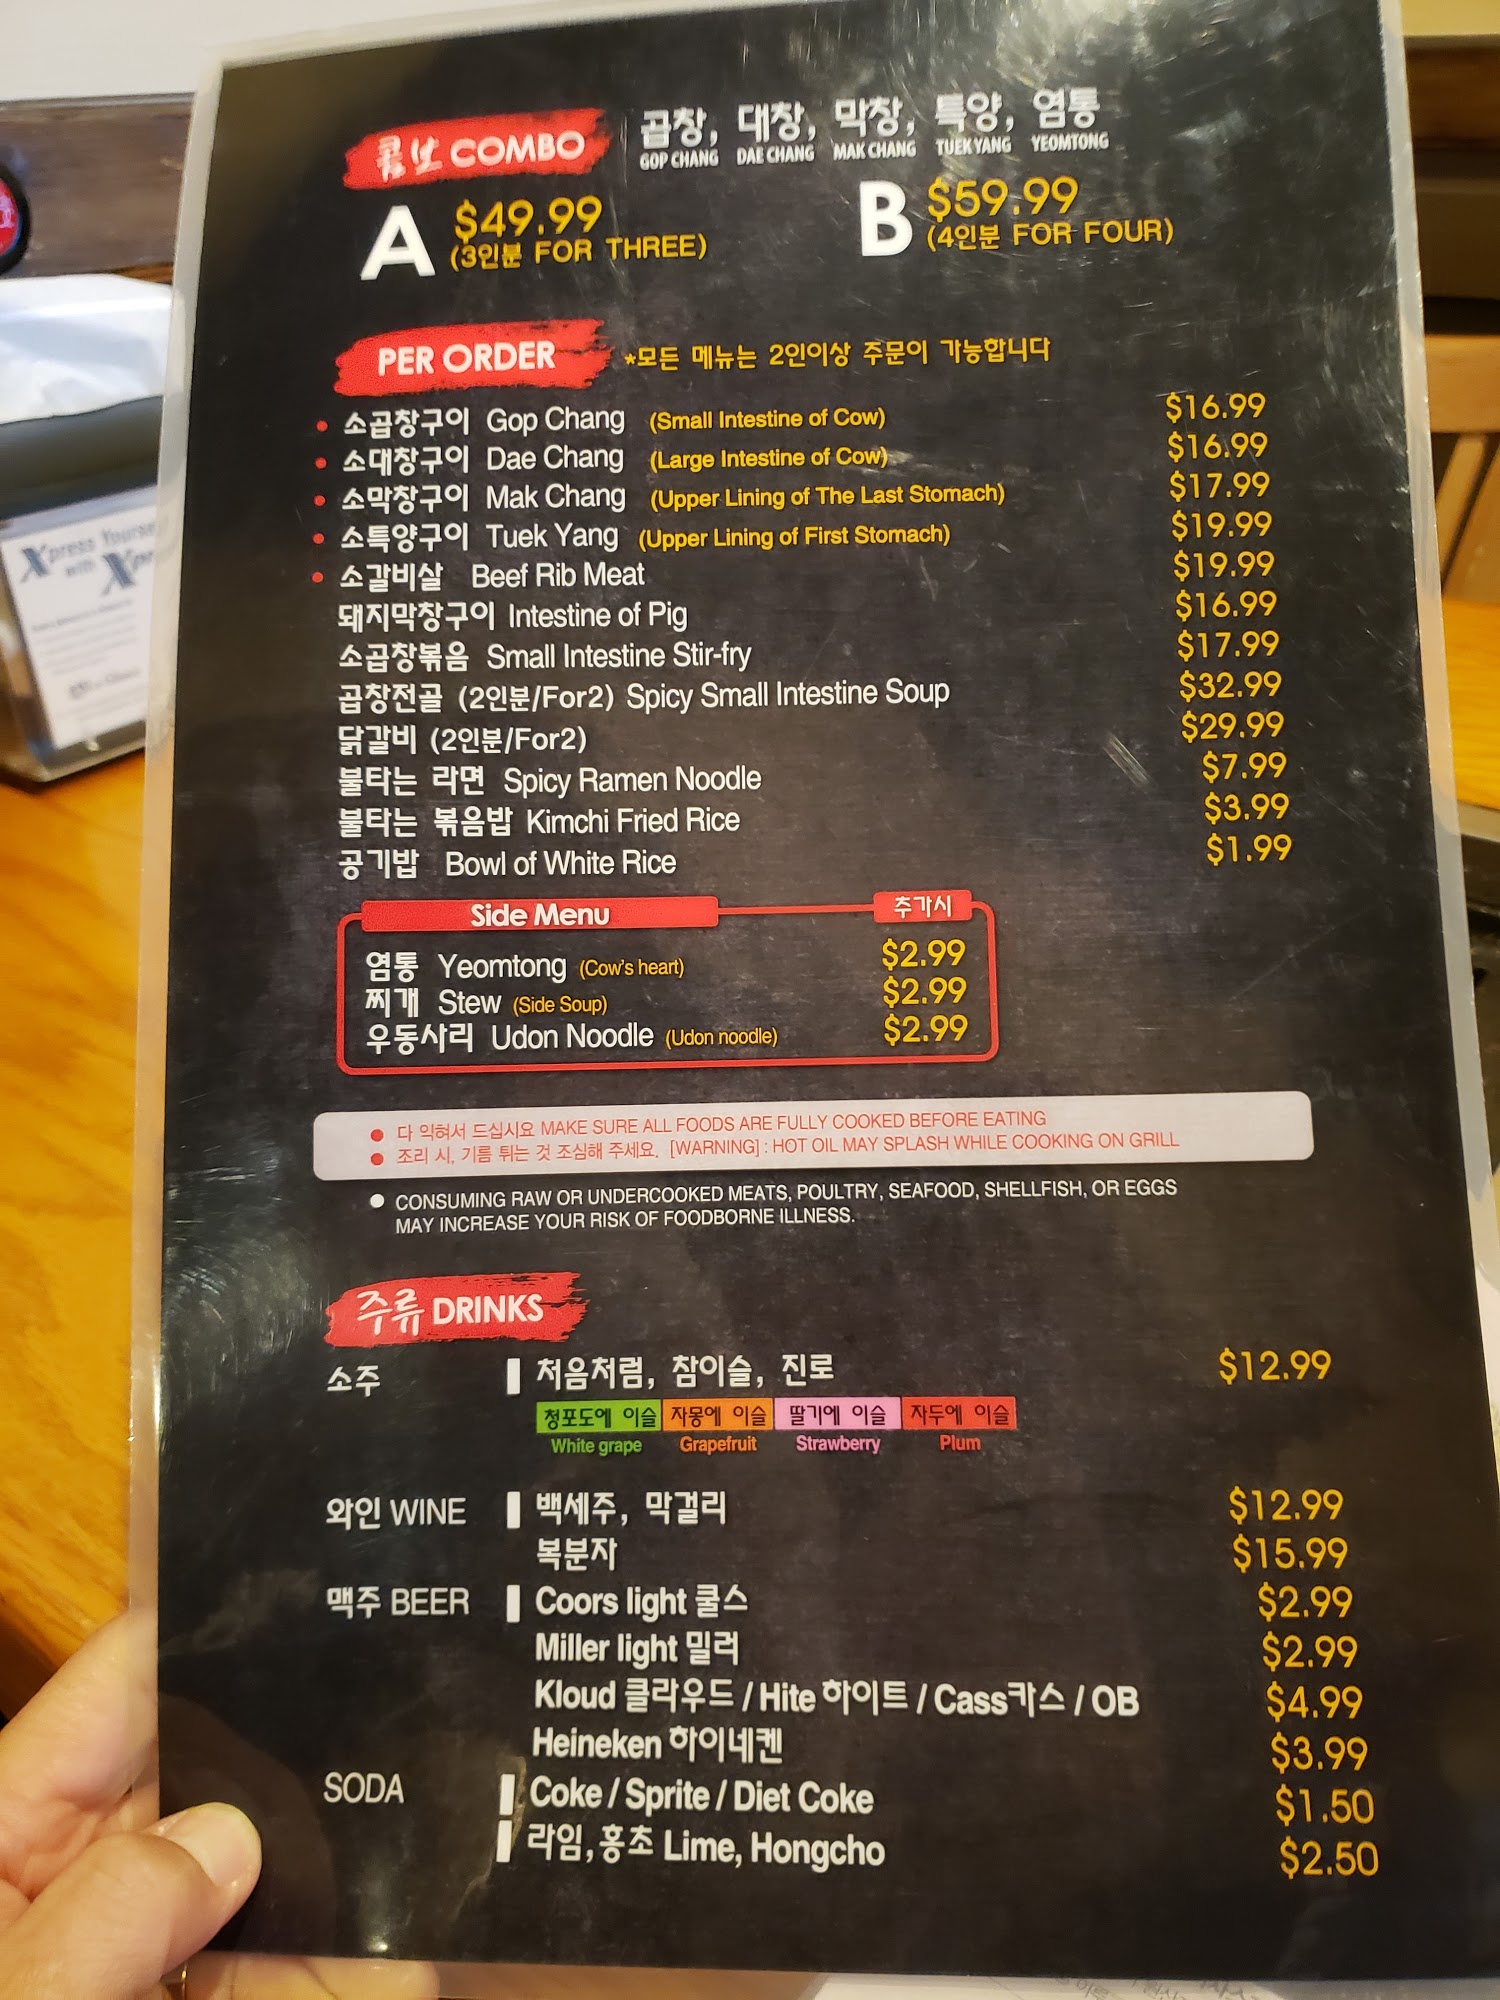 콤보 COMBO
곱창, 대창, 막창, 특양, 염통
GOP CHANG DAE CHANG MAK CHANG TUEK YANG YEOMTONG
A $49.99
(3인분 FOR THREE)
B $59.99
(4인분 FOR FOUR)
PER ORDER *모든 메뉴는 2인이상 주문이 가능합니다
• 소곱창구이 Gop Chang (Small Intestine of Cow) $16.99
• 소대창구이 Dae Chang (Large Intestine of Cow) $16.99
• 소막창구이 Mak Chang (Upper Lining of The Last Stomach) $17.99
• 소특양구이 Tuek Yang (Upper Lining of First Stomach) $19.99
• 소갈비살 Beef Rib Meat $19.99
돼지막창구이 Intestine of Pig $16.99
소곱창볶음 Small Intestine Stir-fry $17.99
곱창전골 (2인분/For2) Spicy Small Intestine Soup $32.99
닭갈비 (2인분/For2) $29.99
불타는 라면 Spicy Ramen Noodle $7.99
불타는 볶음밥 Kimchi Fried Rice $3.99
공기밥 Bowl of White Rice $1.99
Side Menu 추가시
염통 Yeomtong (Cow's heart) $2.99
찌개 Stew (Side Soup) $2.99
우동사리 Udon Noodle (Udon noodle) $2.99
• 다 익혀서 드십시요 MAKE SURE ALL FOODS ARE FULLY COOKED BEFORE EATING
• 조리 시, 기름 튀는 것 조심해 주세요. [WARNING] : HOT OIL MAY SPLASH WHILE COOKING ON GRILL
• CONSUMING RAW OR UNDERCOOKED MEATS, POULTRY, SEAFOOD, SHELLFISH, OR EGGS
MAY INCREASE YOUR RISK OF FOODBORNE ILLNESS.
주류 DRINKS
소주 처음처럼, 참이슬, 진로 $12.99
청포도에 이슬 자몽에 이슬 딸기에 이슬 자두에 이슬
White grape Grapefruit Strawberry Plum
와인 WINE 백세주, 막걸리 $12.99
복분자 $15.99
맥주 BEER Coors light 쿨스 $2.99
Miller light 밀러 $2.99
Kloud 클라우드 / Hite 하이트 / Cass카스 / OB $4.99
Heineken 하이네켄 $3.99
SODA Coke / Sprite / Diet Coke $1.50
라임, 홍초 Lime, Hongcho $2.50
Xpress Yourse
with Xpr